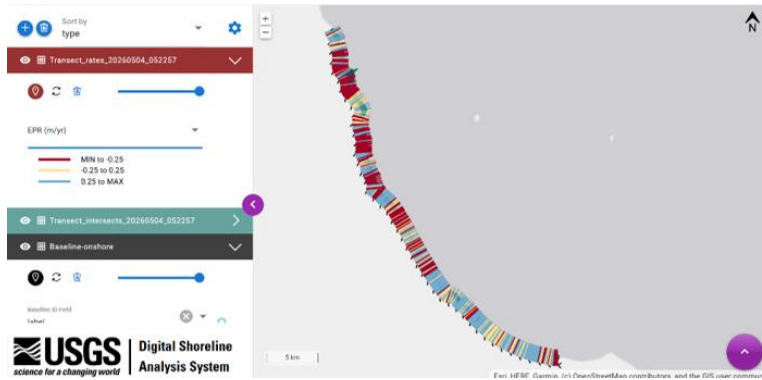 Sort by
type
Transect_rates_20260504_052257
EPR (m/yr)
MIN to -0.25
-0.25 to 0.25
0.25 to MAX
Transect_intersects_20260504_052257
Baseline-onshore
Baseline ID Field
label
USGS
science for a changing world
Digital Shoreline
Analysis System
+
−
N
5 km
Esri, HERE, Garmin, (c) OpenStreetMap contributors, and the GIS user commun